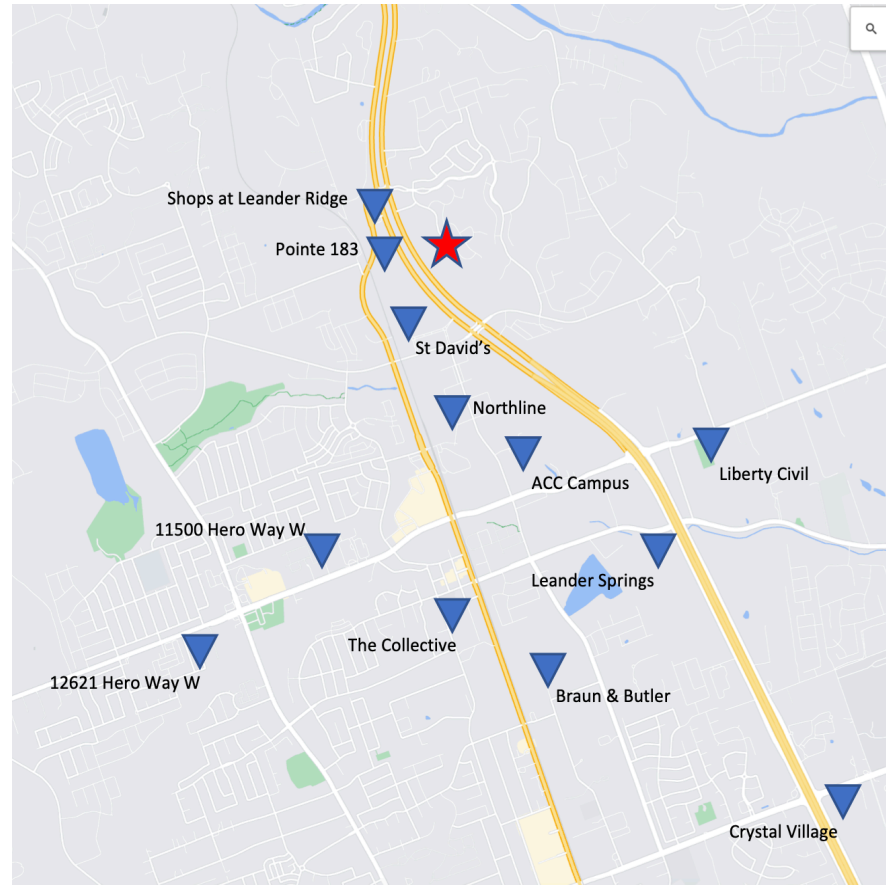 Shops at Leander Ridge
Pointe 183
St David's
Northline
ACC Campus
Liberty Civil
11500 Hero Way W
Leander Springs
The Collective
12621 Hero Way W
Braun & Butler
Crystal Village